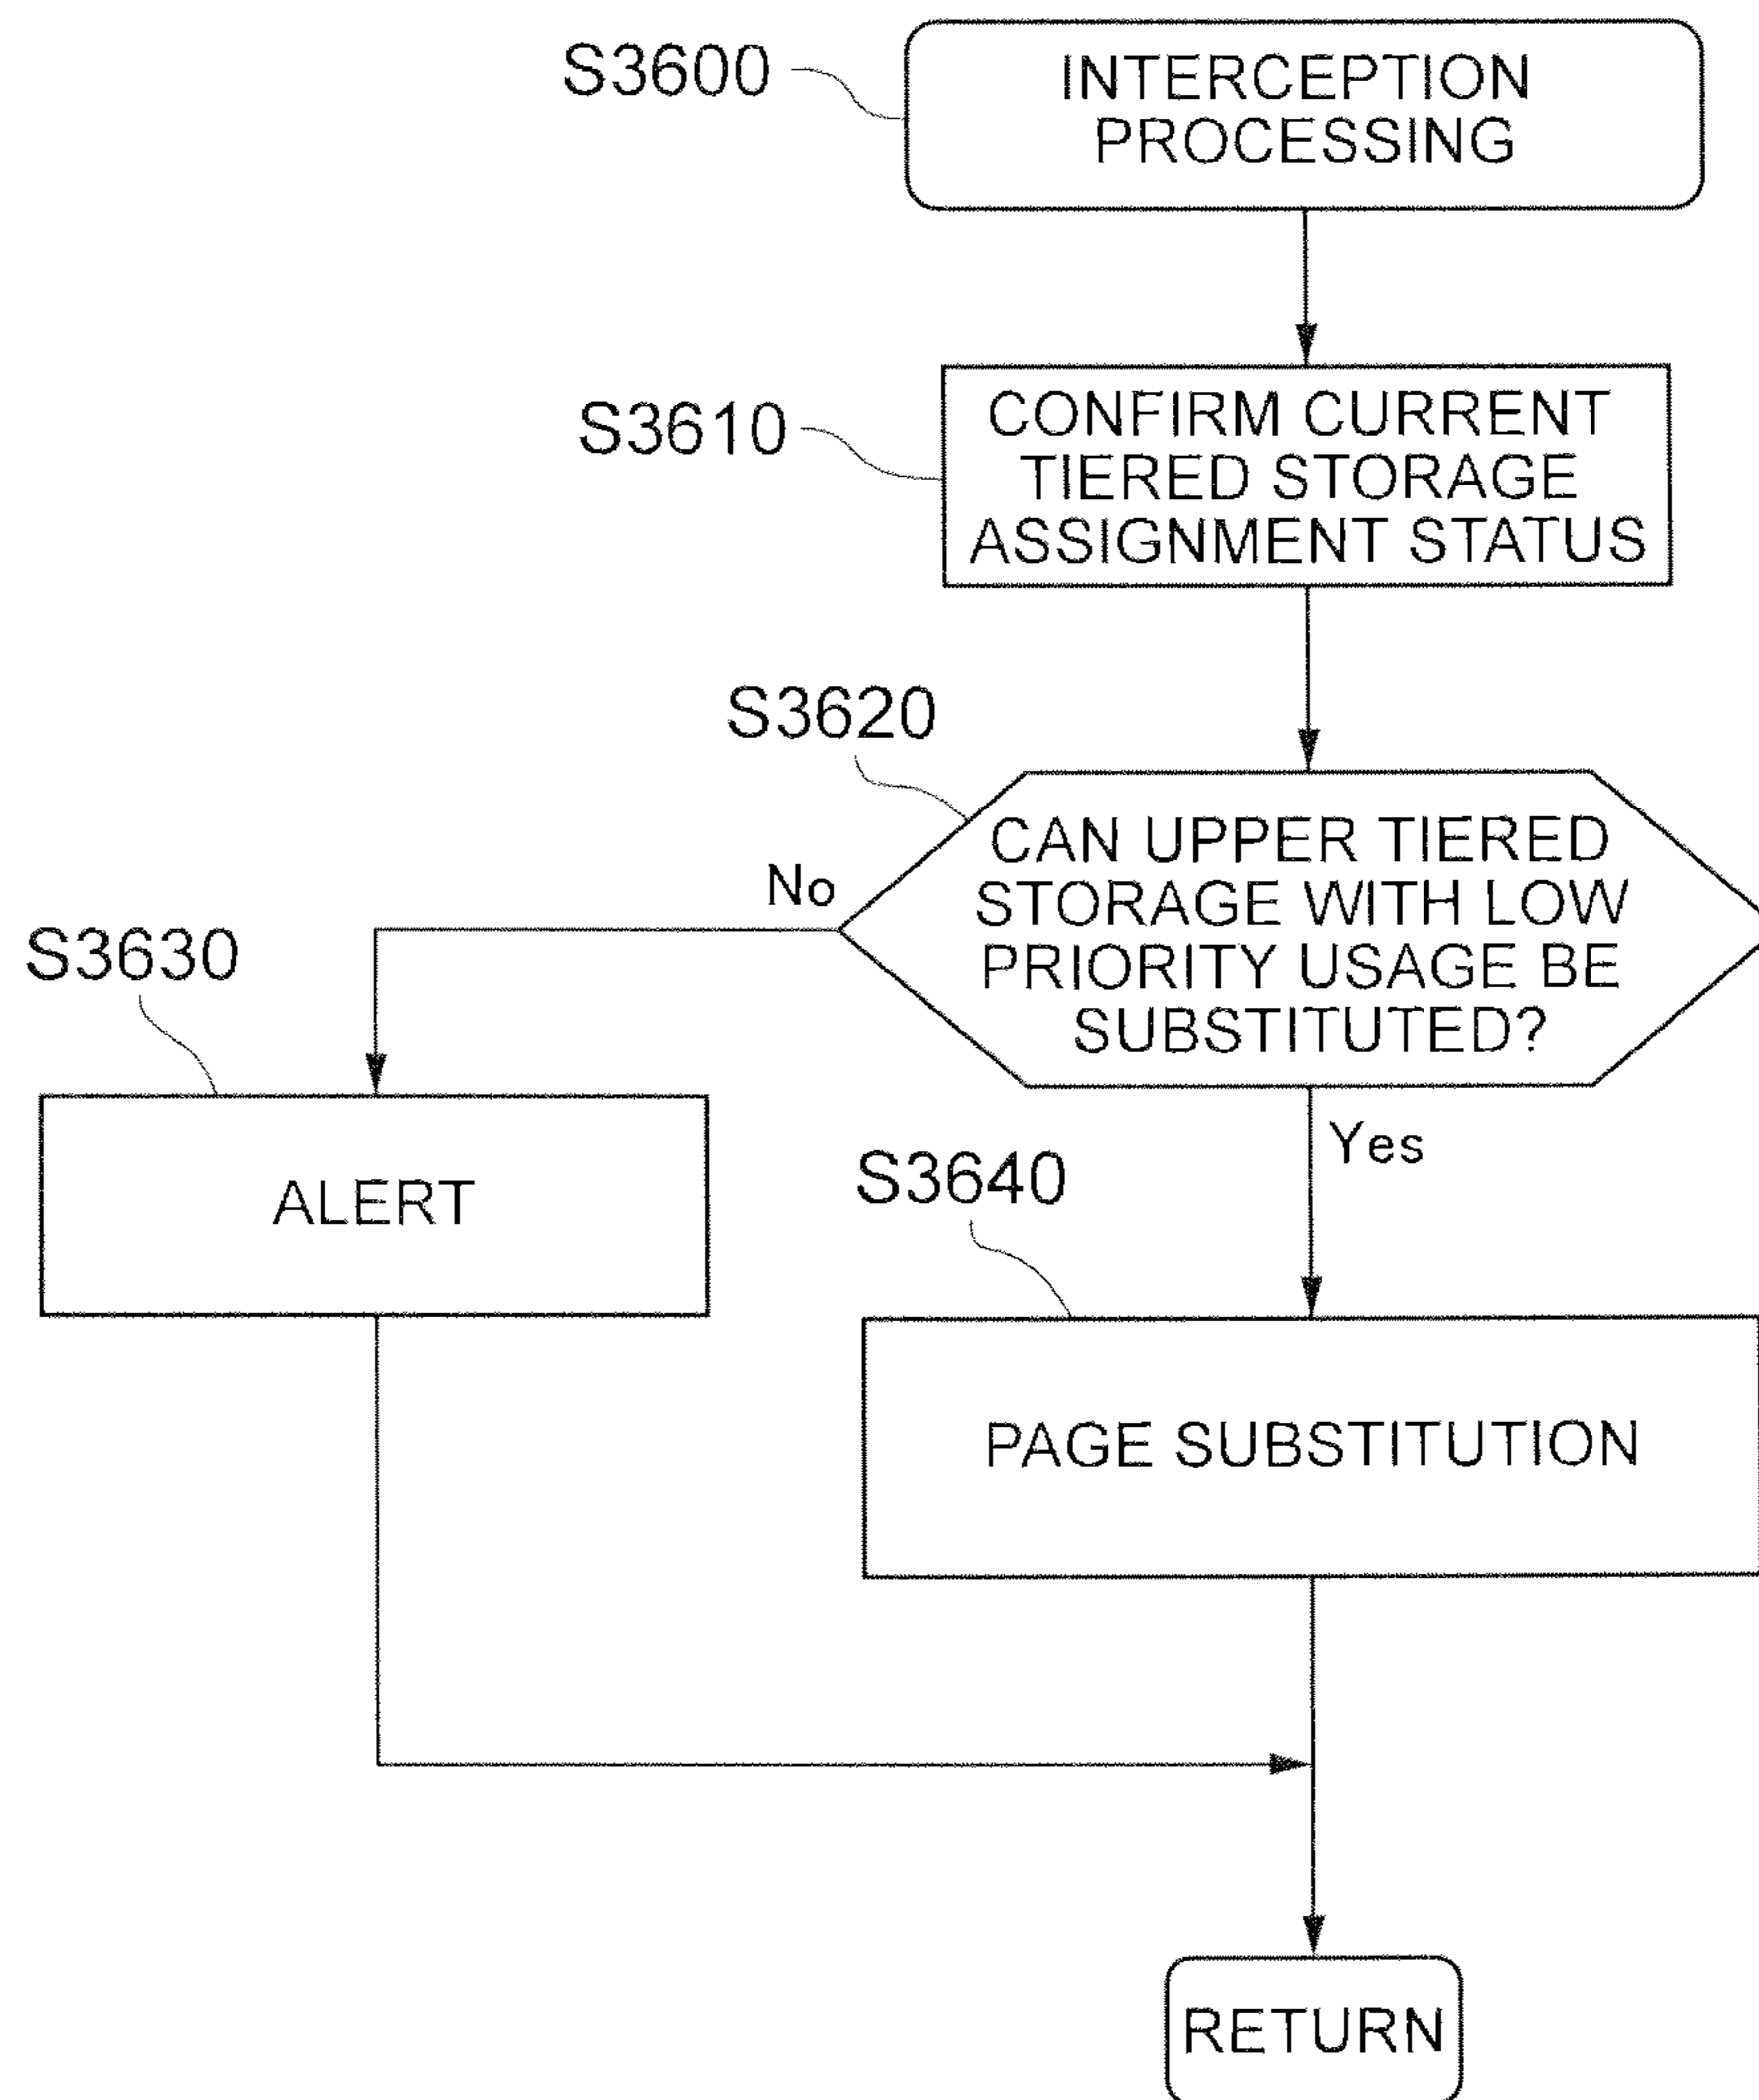 S3600
INTERCEPTION
PROCESSING
S3610
CONFIRM CURRENT
TIERED STORAGE
ASSIGNMENT STATUS
S3620
CAN UPPER TIERED
STORAGE WITH LOW
PRIORITY USAGE BE
SUBSTITUTED?
No
Yes
S3630
ALERT
S3640
PAGE SUBSTITUTION
RETURN